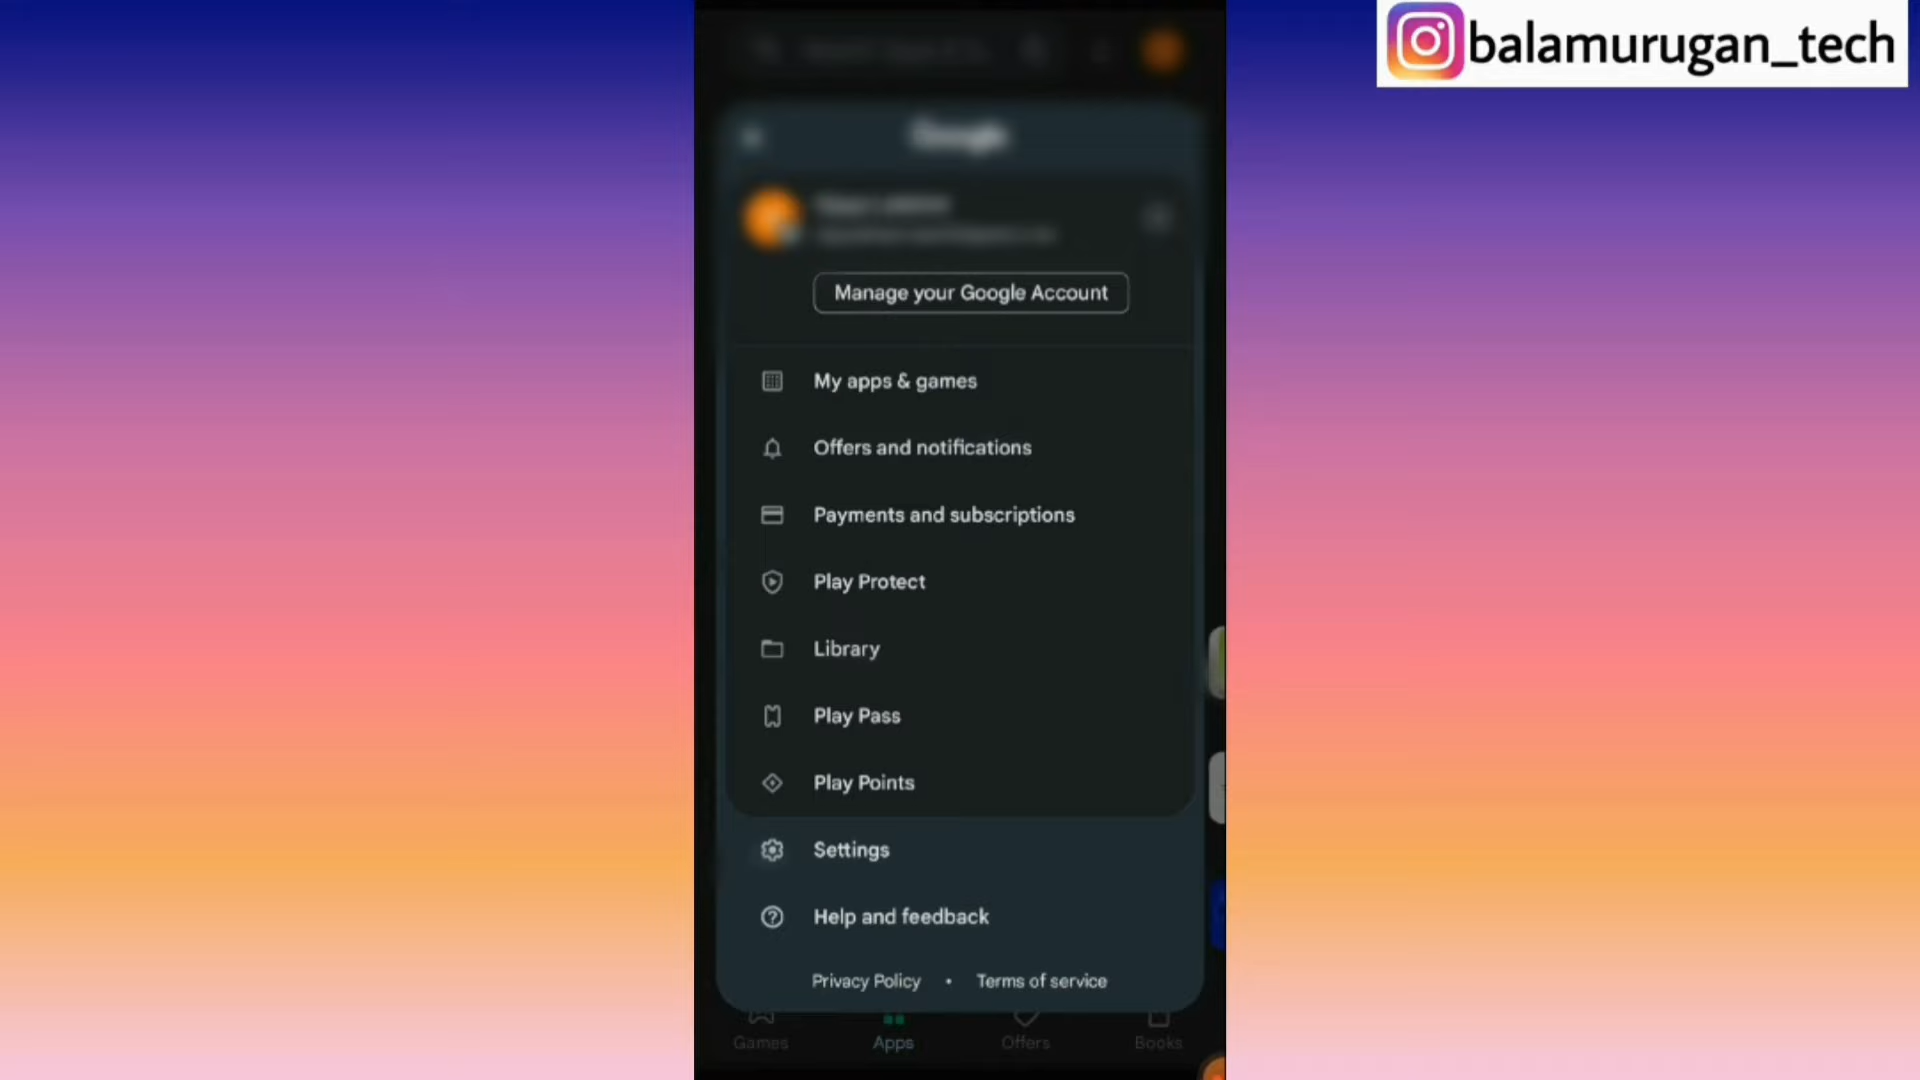 balamurugan_tech
Google
Manage your Google Account
My apps & games
Offers and notifications
Payments and subscriptions
Play Protect
Library
Play Pass
Play Points
Settings
Help and feedback
Privacy Policy • Terms of service
Games Apps Offers Books